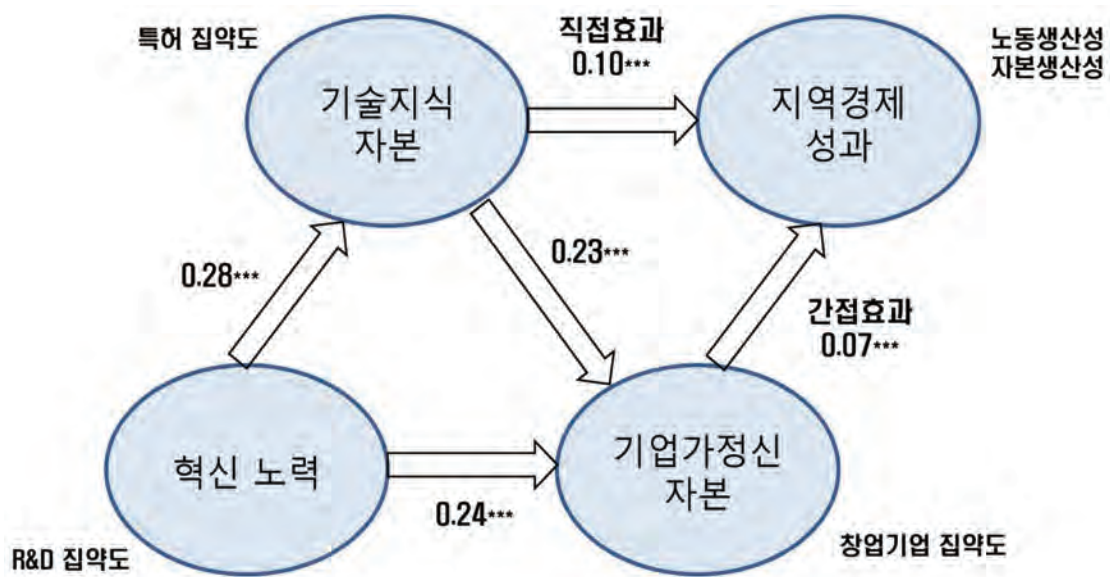 특허 집약도
직접효과
0.10***
노동생산성
자본생산성
기술지식
자본
지역경제
성과
0.28***
0.23***
간접효과
0.07***
혁신 노력
기업가정신
자본
0.24***
R&D 집약도
창업기업 집약도